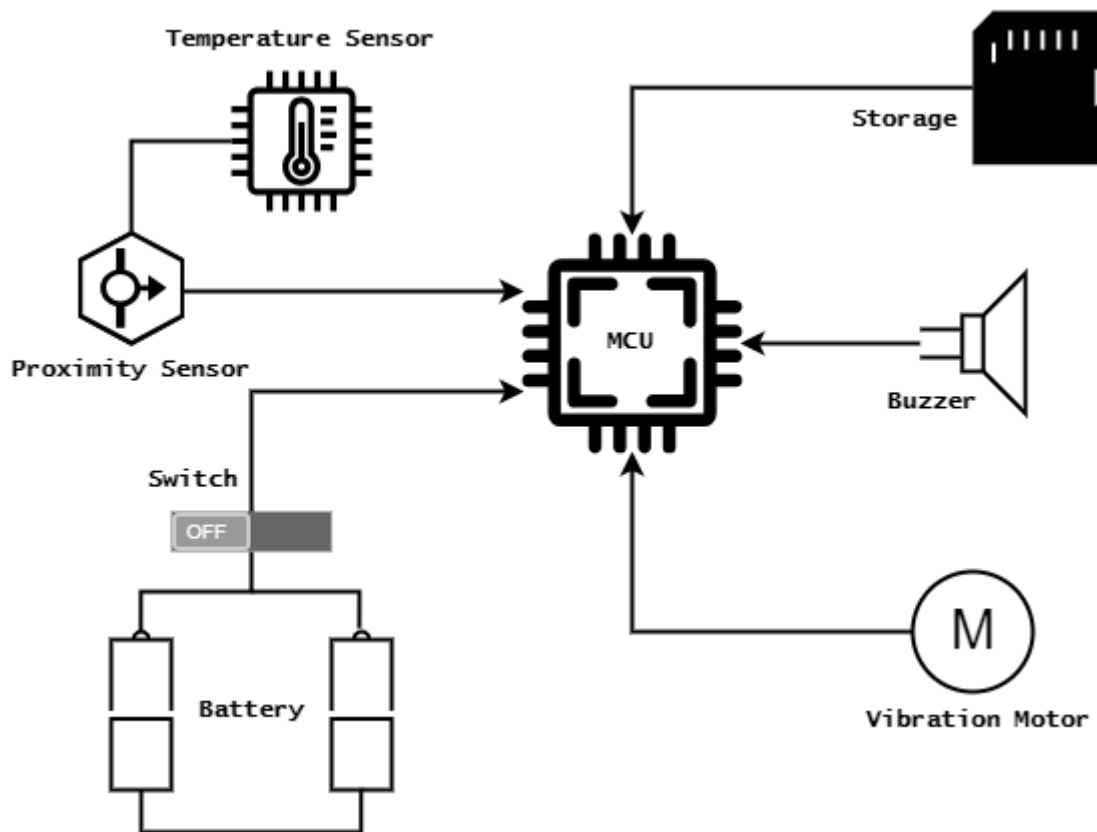 Temperature Sensor
Storage
MCU
Proximity Sensor
Buzzer
Switch
OFF
M
Battery
Vibration Motor